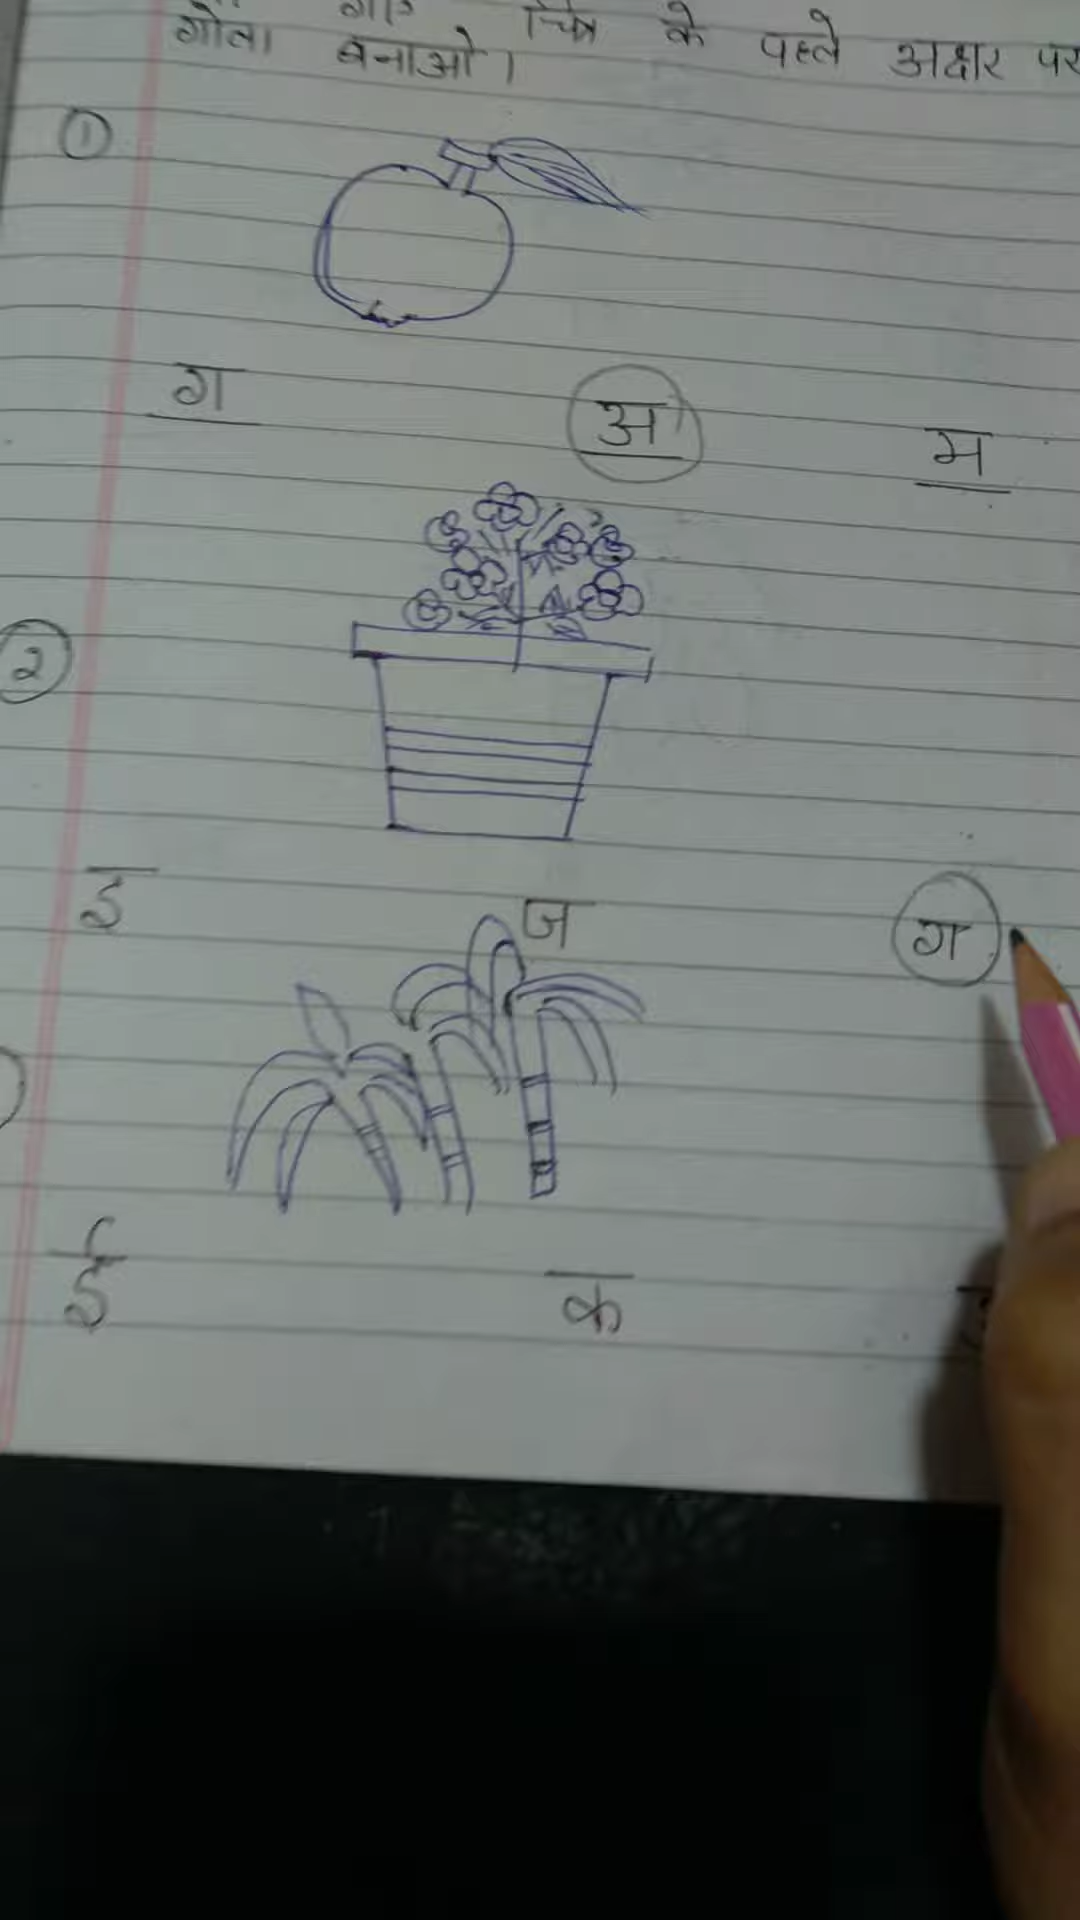 चित्र के पहले अक्षर पर
गोला बनाओ।
1
ग अ म
2
इ ज ग
ई क